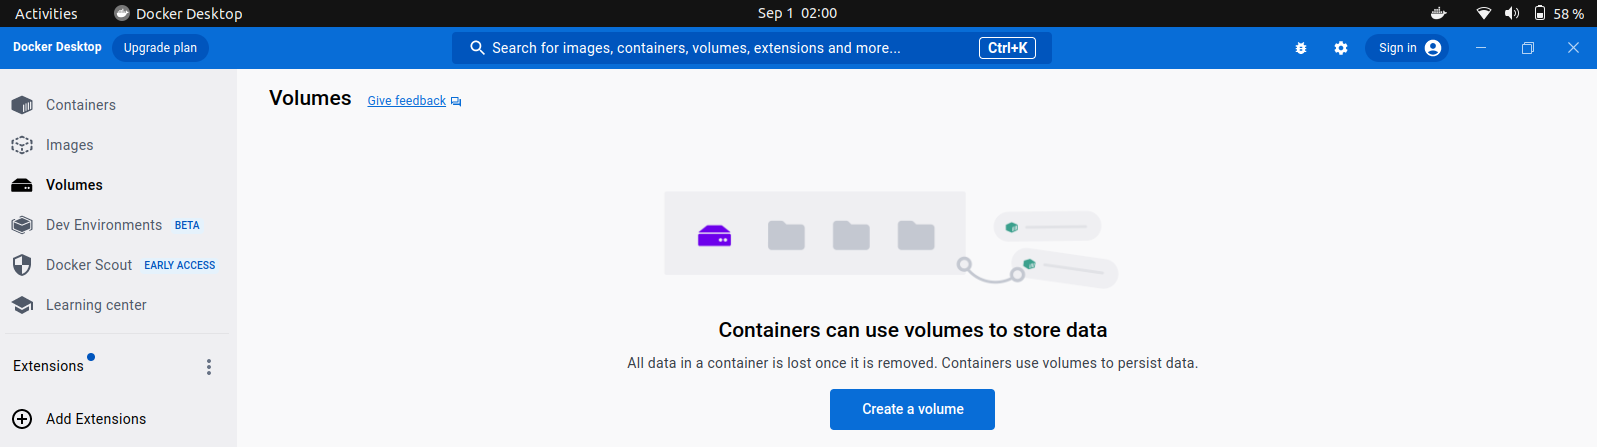 Activities Docker Desktop Sep 1 02:00 58 %
Docker Desktop Upgrade plan Search for images, containers, volumes, extensions and more... Ctrl+K Sign in
Containers
Images
Volumes
Dev Environments BETA
Docker Scout EARLY ACCESS
Learning center
Extensions
Add Extensions
Volumes Give feedback
Containers can use volumes to store data
All data in a container is lost once it is removed. Containers use volumes to persist data.
Create a volume